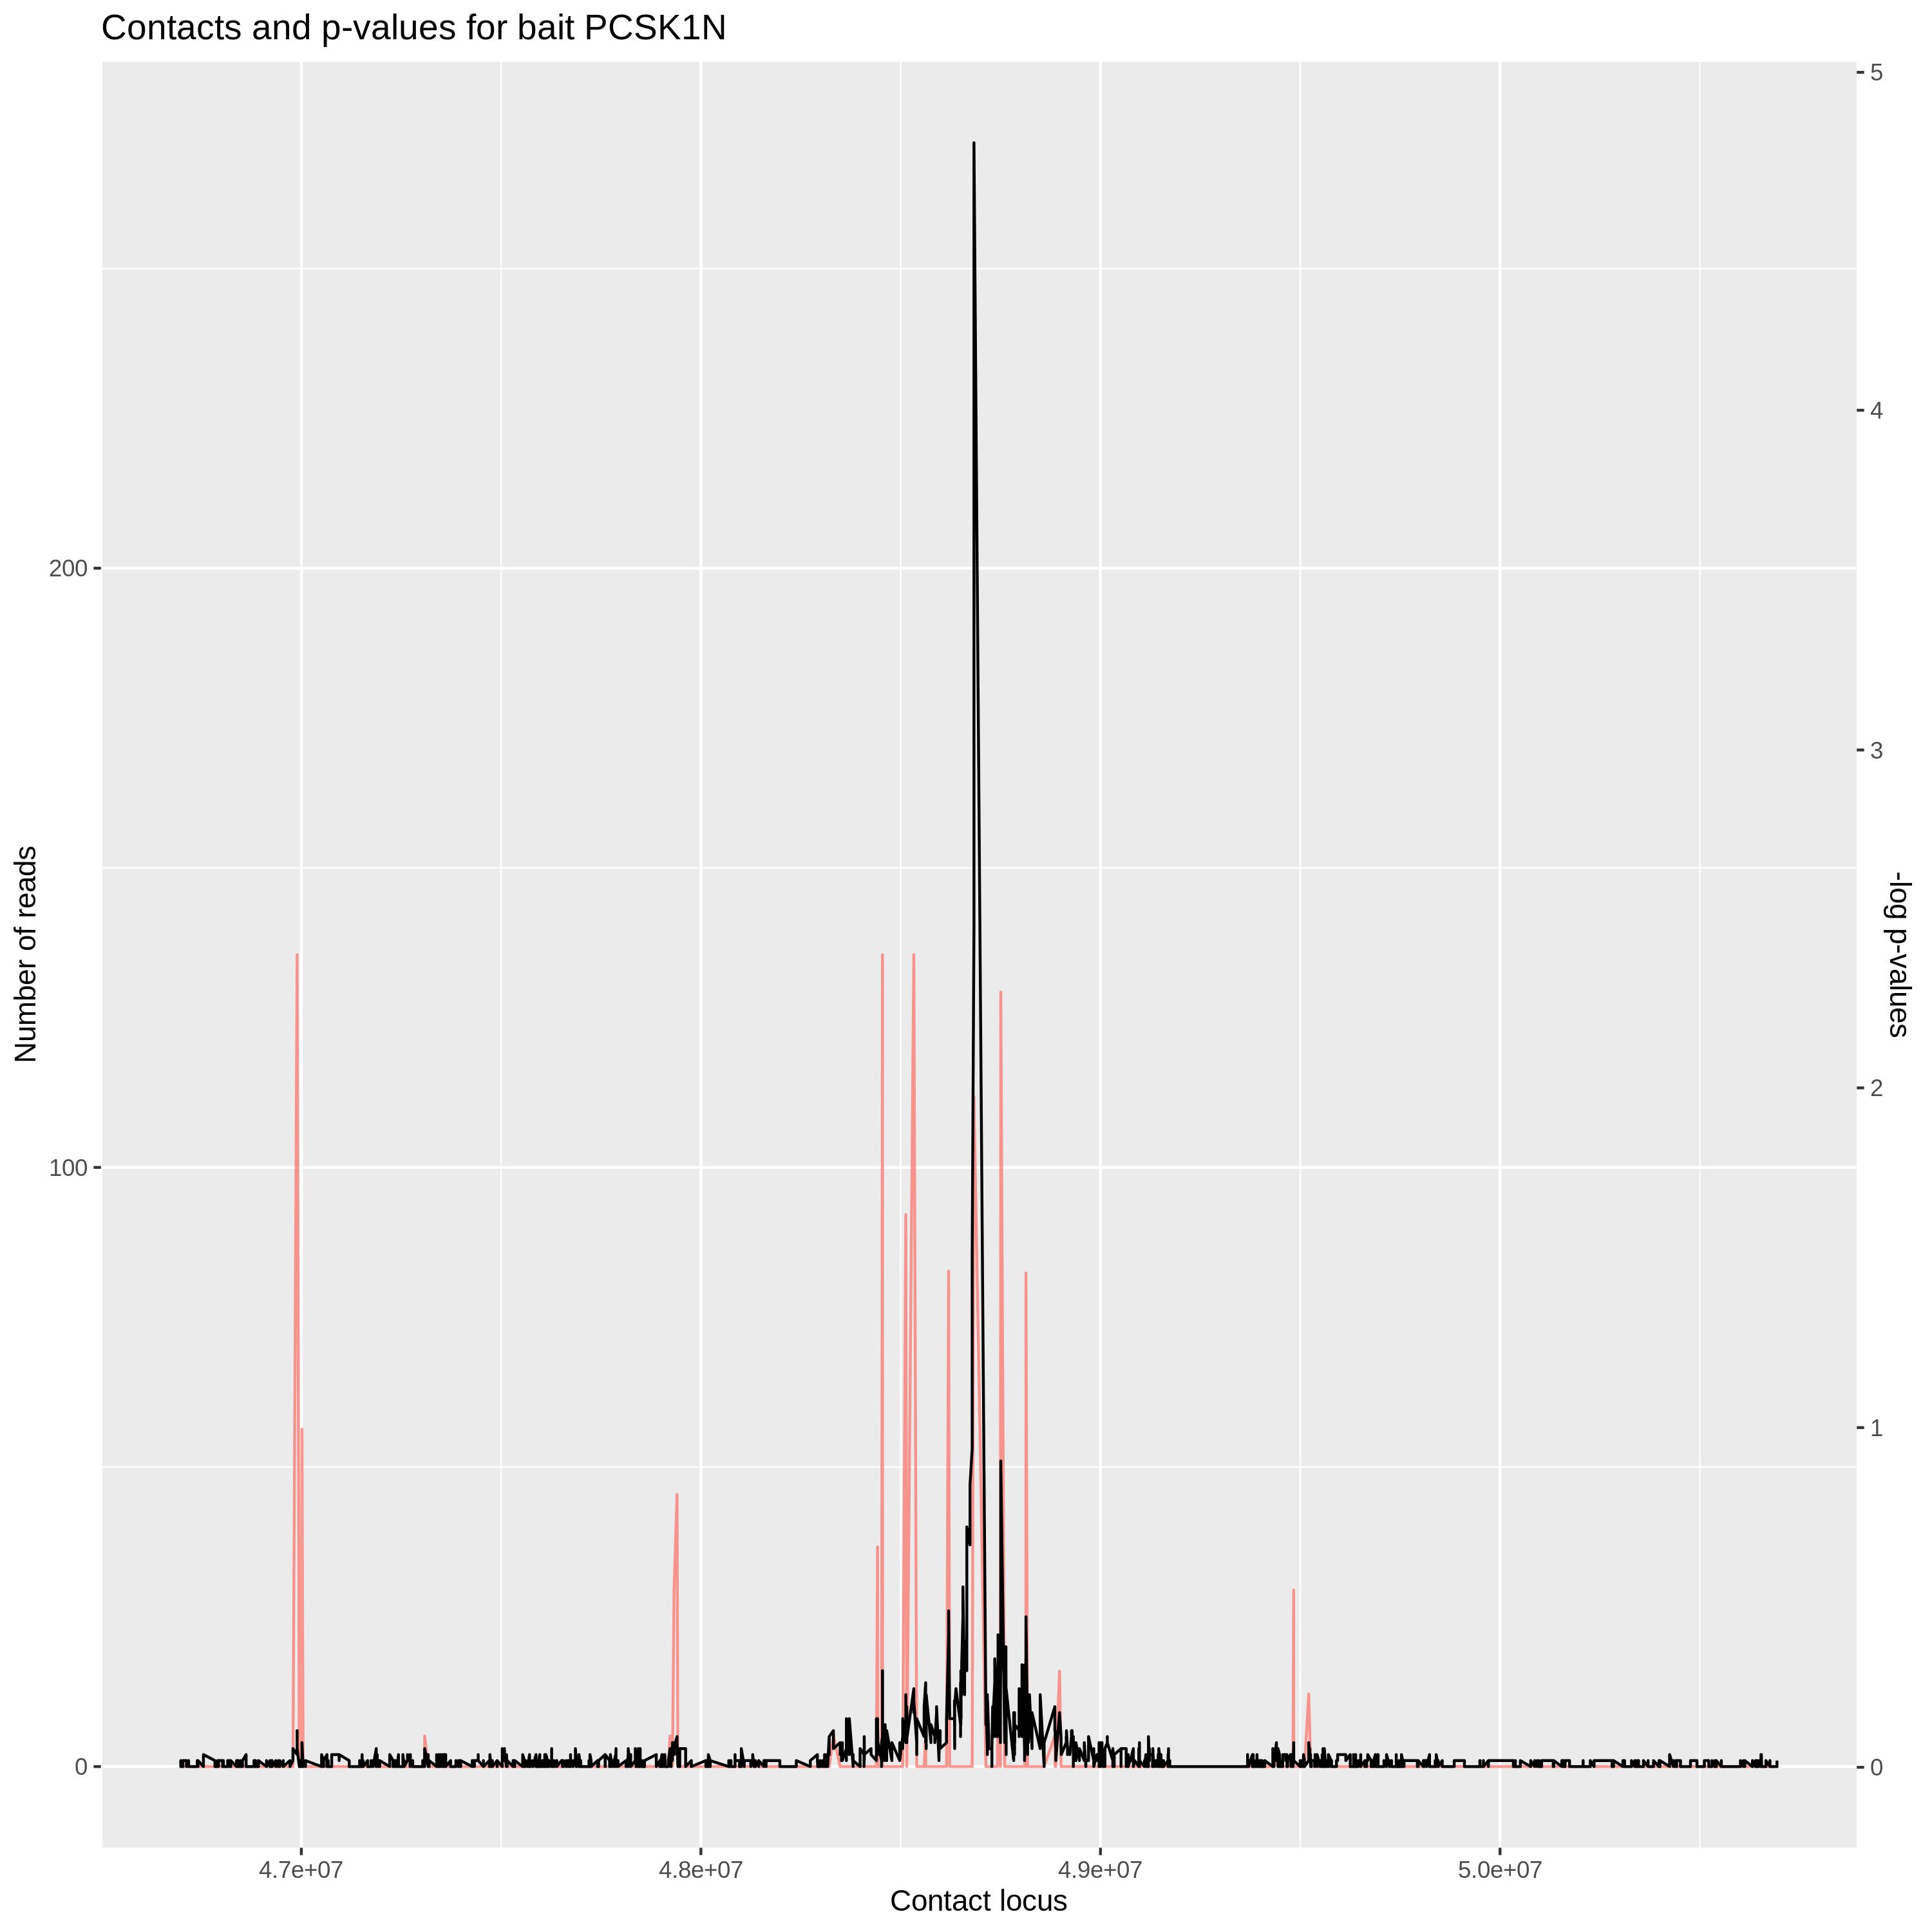 Contacts and p-values for bait PCSK1N
Number of reads
200
100
0
5
4
3
2
1
0
-log p-values
4.7e+07
4.8e+07
4.9e+07
5.0e+07
Contact locus